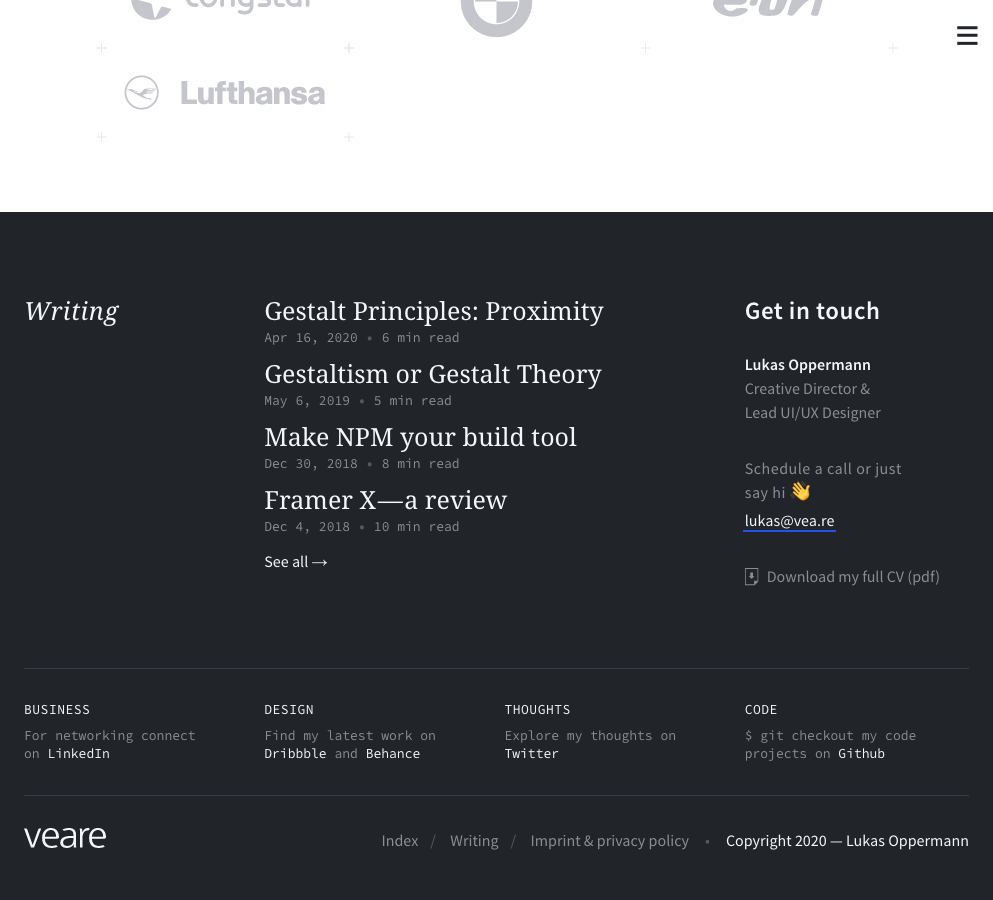 congstar
e·on
Lufthansa
Writing
Gestalt Principles: Proximity
Apr 16, 2020 • 6 min read
Gestaltism or Gestalt Theory
May 6, 2019 • 5 min read
Make NPM your build tool
Dec 30, 2018 • 8 min read
Framer X—a review
Dec 4, 2018 • 10 min read
See all →
Get in touch
Lukas Oppermann
Creative Director &
Lead UI/UX Designer
Schedule a call or just
say hi 👋
lukas@vea.re
Download my full CV (pdf)
BUSINESS
For networking connect
on LinkedIn
DESIGN
Find my latest work on
Dribbble and Behance
THOUGHTS
Explore my thoughts on
Twitter
CODE
$ git checkout my code
projects on Github
veare
Index / Writing / Imprint & privacy policy • Copyright 2020 — Lukas Oppermann